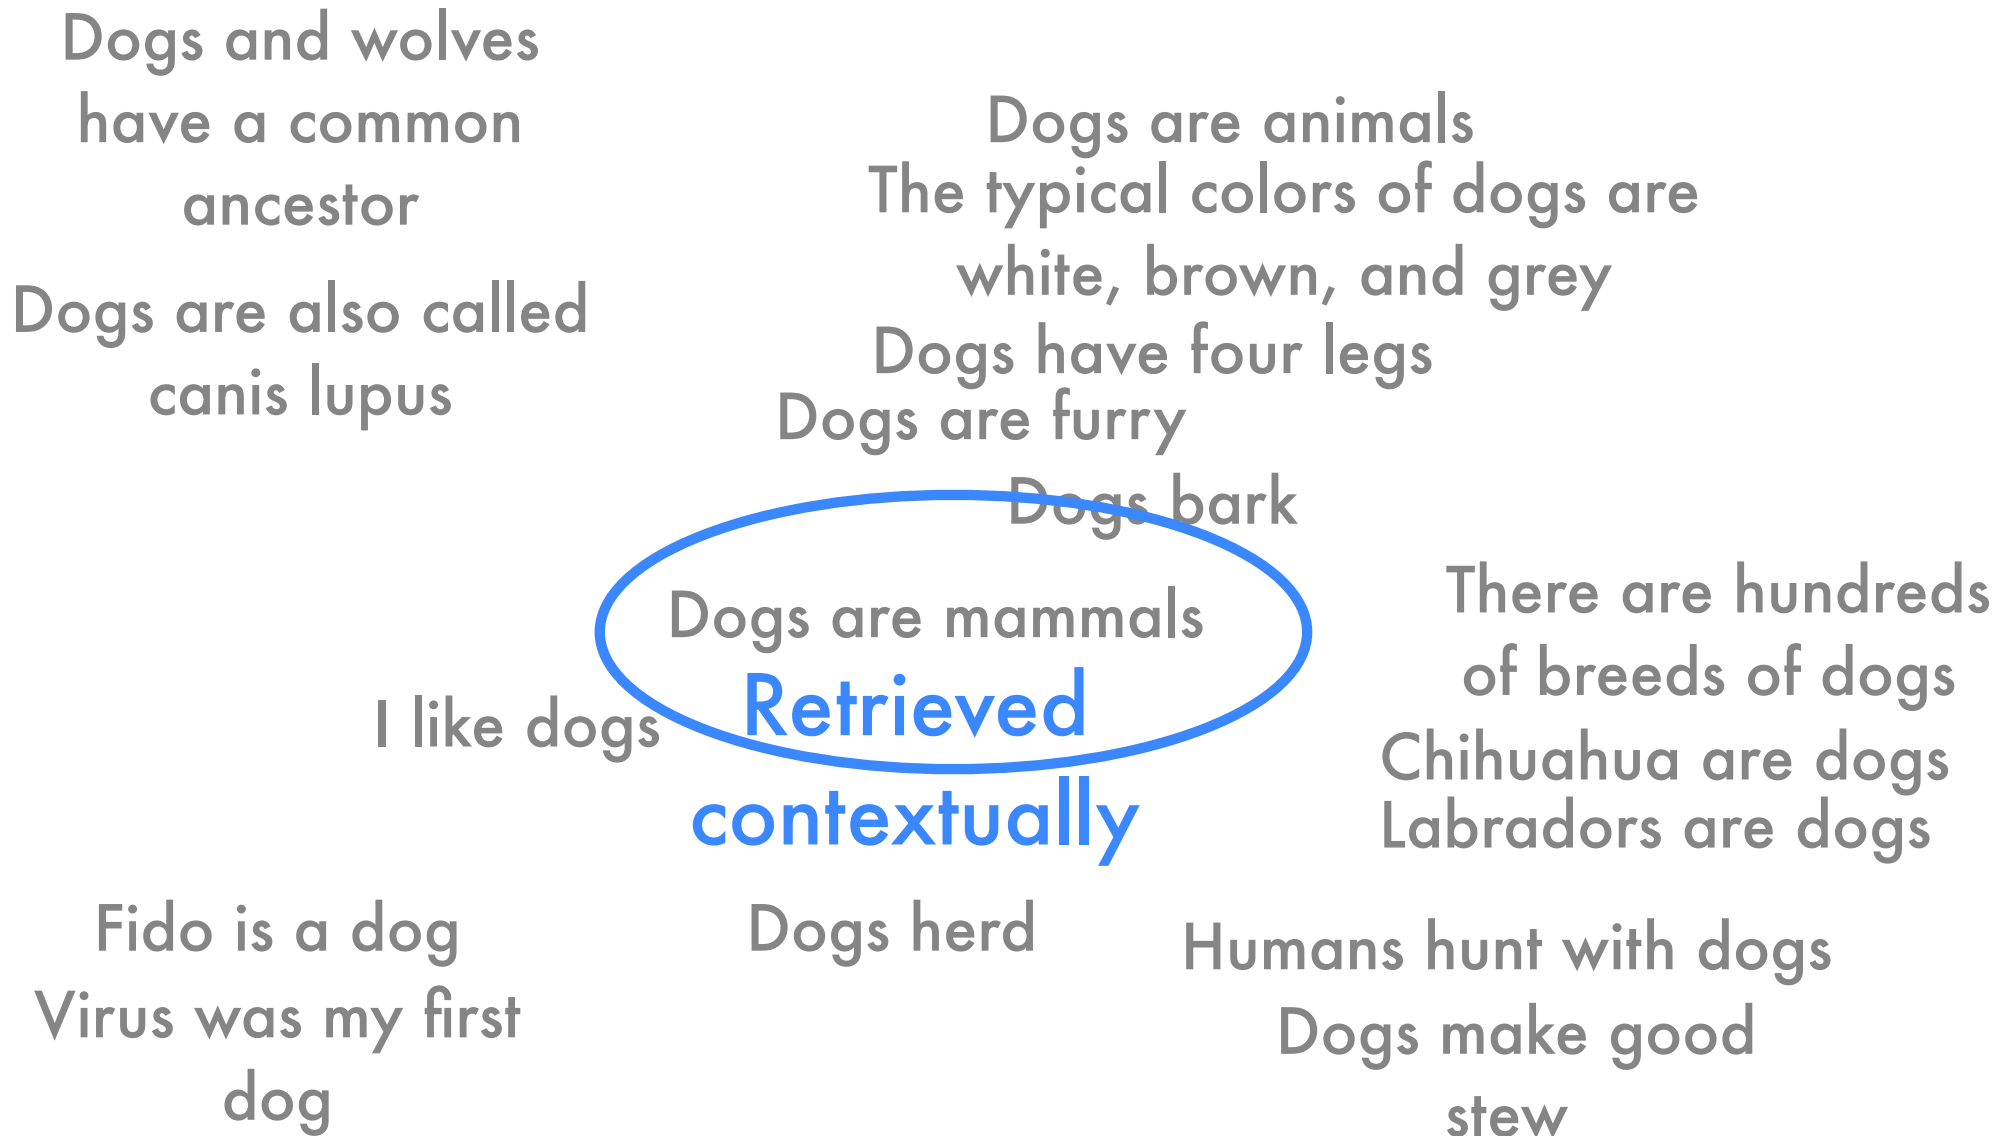 Dogs and wolves
have a common
ancestor
Dogs are also called
canis lupus
Dogs are animals
The typical colors of dogs are
white, brown, and grey
Dogs have four legs
Dogs are furry
Dogs bark
Dogs are mammals
Retrieved
contextually
I like dogs
There are hundreds
of breeds of dogs
Chihuahua are dogs
Labradors are dogs
Fido is a dog
Virus was my first
dog
Dogs herd
Humans hunt with dogs
Dogs make good
stew